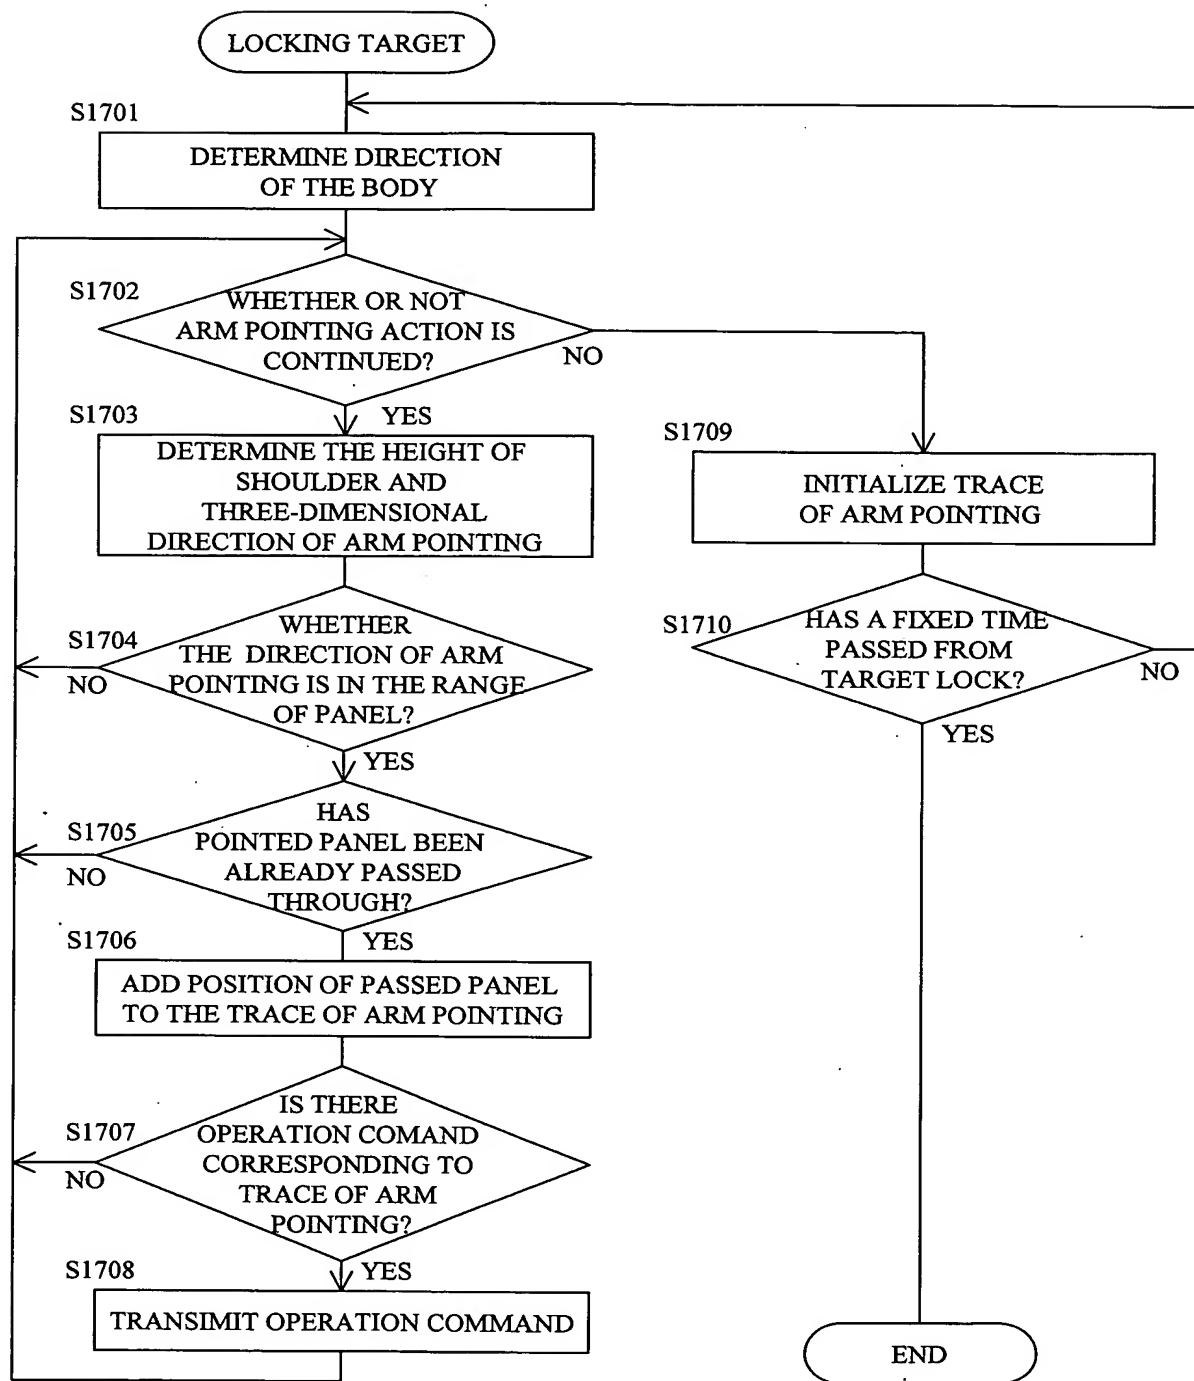 LOCKING TARGET
S1701
DETERMINE DIRECTION
OF THE BODY
S1702
WHETHER OR NOT
ARM POINTING ACTION IS
CONTINUED?
NO
YES
S1703
DETERMINE THE HEIGHT OF
SHOULDER AND
THREE-DIMENSIONAL
DIRECTION OF ARM POINTING
S1704
WHETHER
THE DIRECTION OF ARM
POINTING IS IN THE RANGE
OF PANEL?
NO
YES
S1705
HAS
POINTED PANEL BEEN
ALREADY PASSED
THROUGH?
NO
YES
S1706
ADD POSITION OF PASSED PANEL
TO THE TRACE OF ARM POINTING
S1707
IS THERE
OPERATION COMAND
CORRESPONDING TO
TRACE OF ARM
POINTING?
NO
YES
S1708
TRANSIMIT OPERATION COMMAND
S1709
INITIALIZE TRACE
OF ARM POINTING
S1710
HAS A FIXED TIME
PASSED FROM
TARGET LOCK?
NO
YES
END